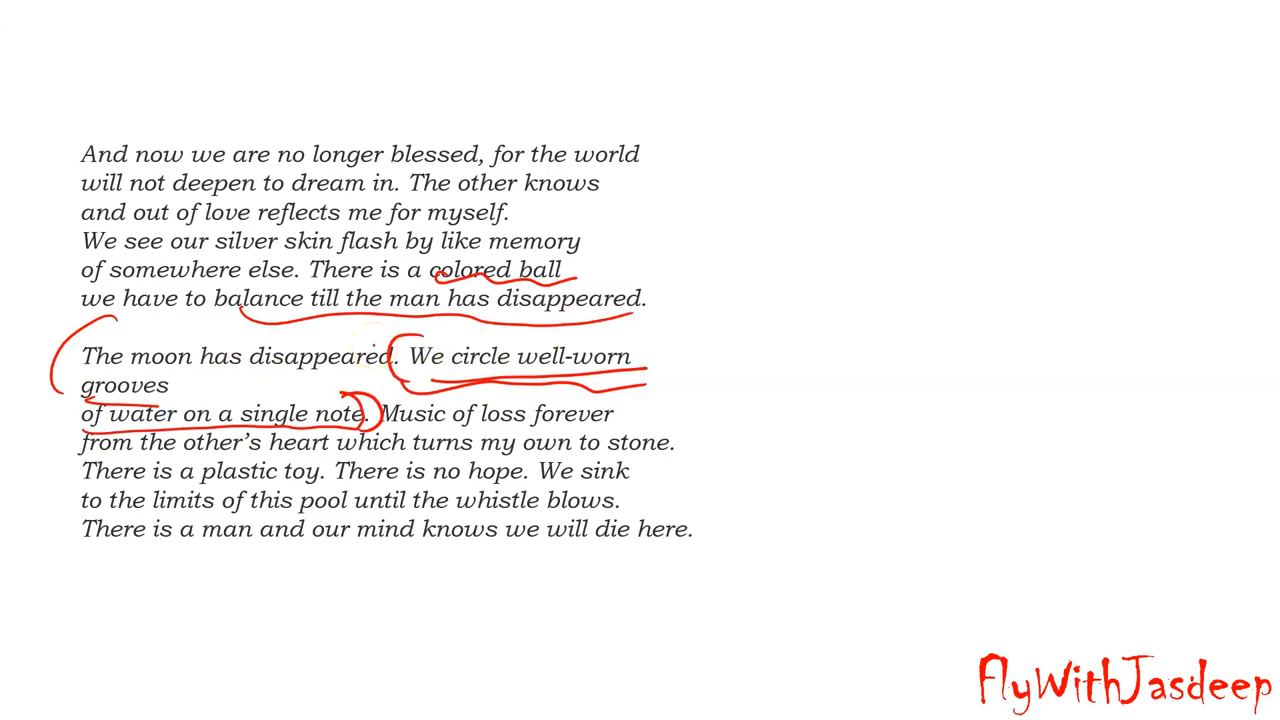 And now we are no longer blessed, for the world
will not deepen to dream in. The other knows
and out of love reflects me for myself.
We see our silver skin flash by like memory
of somewhere else. There is a colored ball
we have to balance till the man has disappeared.
The moon has disappeared. We circle well-worn
grooves
of water on a single note. Music of loss forever
from the other's heart which turns my own to stone.
There is a plastic toy. There is no hope. We sink
to the limits of this pool until the whistle blows.
There is a man and our mind knows we will die here.
FlyWithJasdeep